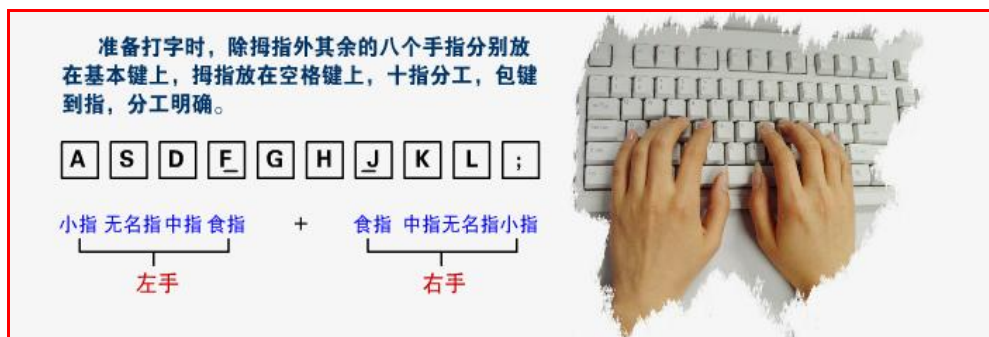 准备打字时，除拇指外其余的八个手指分别放
在基本键上，拇指放在空格键上，十指分工，包键
到指，分工明确。
A S D F G H J K L ;
小指 无名指 中指 食指 + 食指 中指 无名指 小指
左手 右手